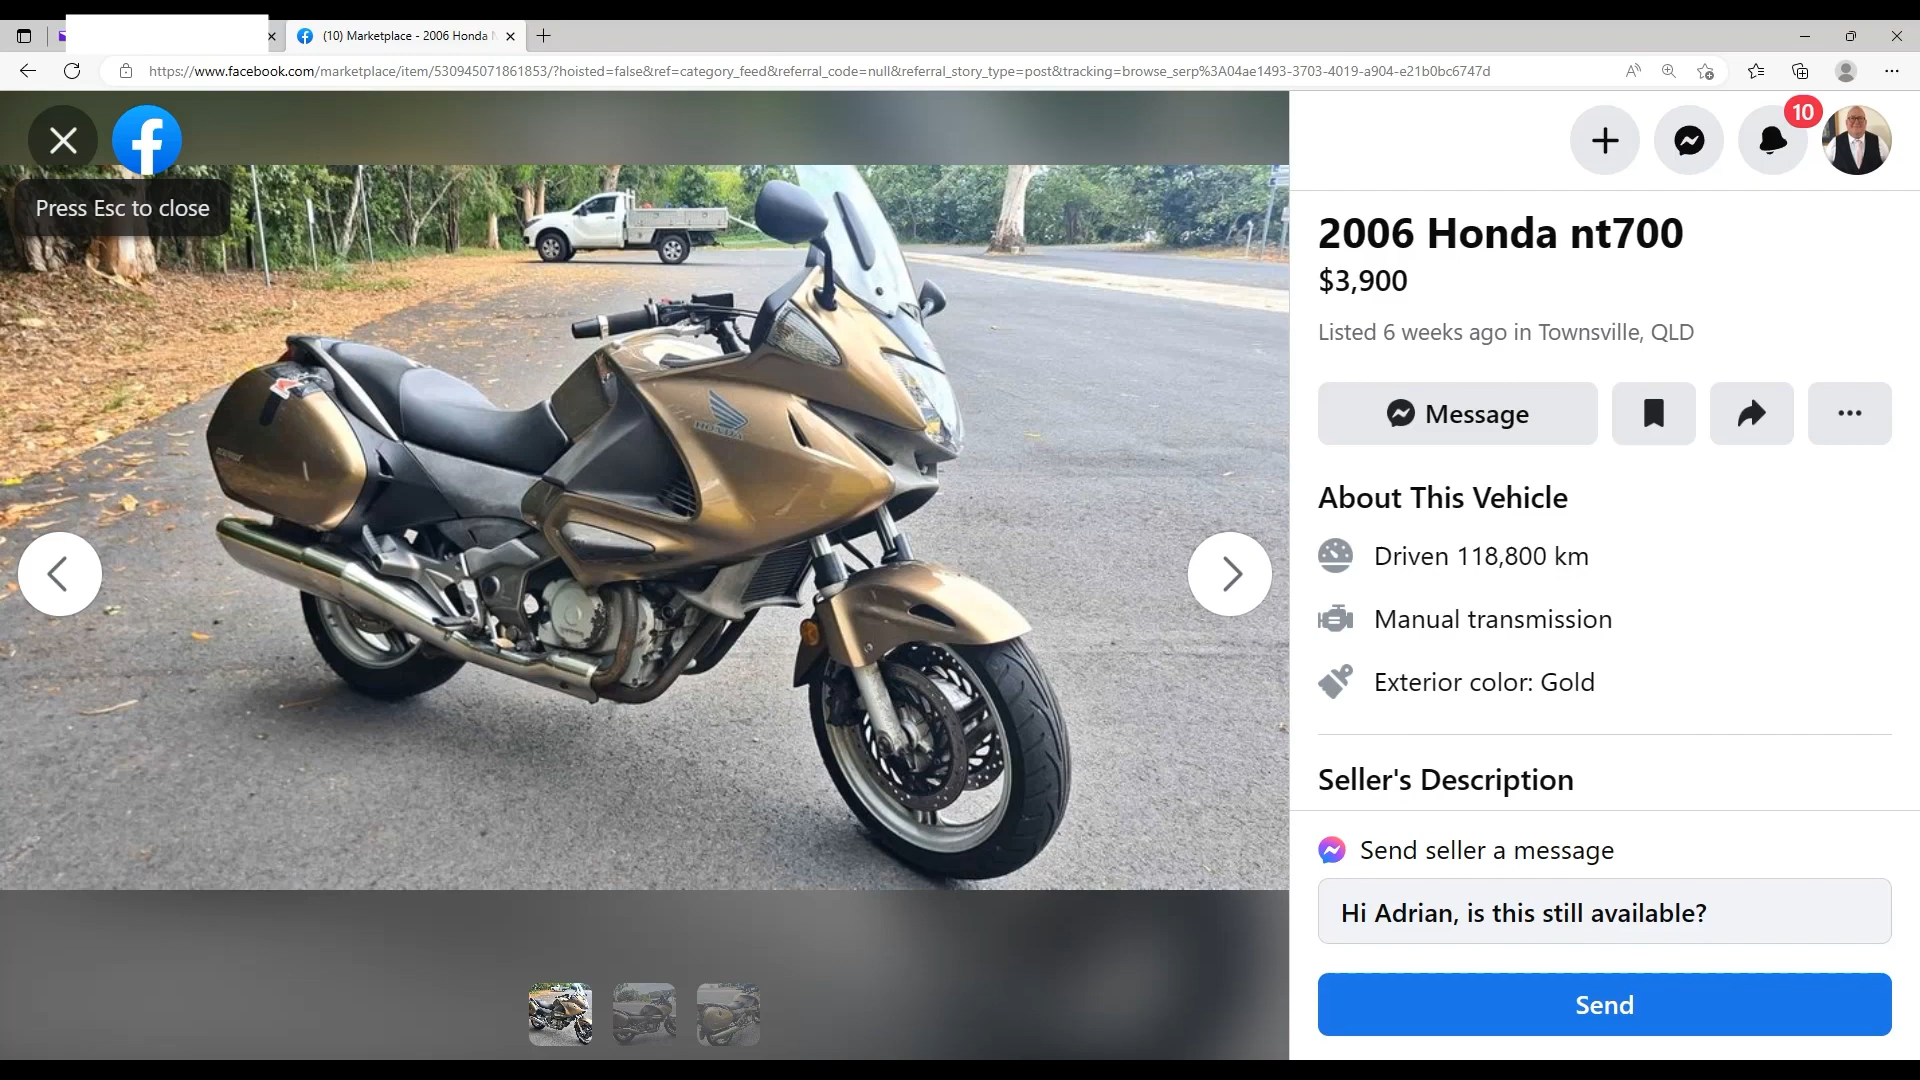 (10) Marketplace - 2006 Honda N
https://www.facebook.com/marketplace/item/530945071861853/?hoisted=false&ref=category_feed&referral_code=null&referral_story_type=post&tracking=browse_serp%3A04ae1493-3703-4019-a904-e21b0bc6747d
Press Esc to close
HONDA
10
2006 Honda nt700
$3,900
Listed 6 weeks ago in Townsville, QLD
Message
About This Vehicle
Driven 118,800 km
Manual transmission
Exterior color: Gold
Seller's Description
Send seller a message
Hi Adrian, is this still available?
Send